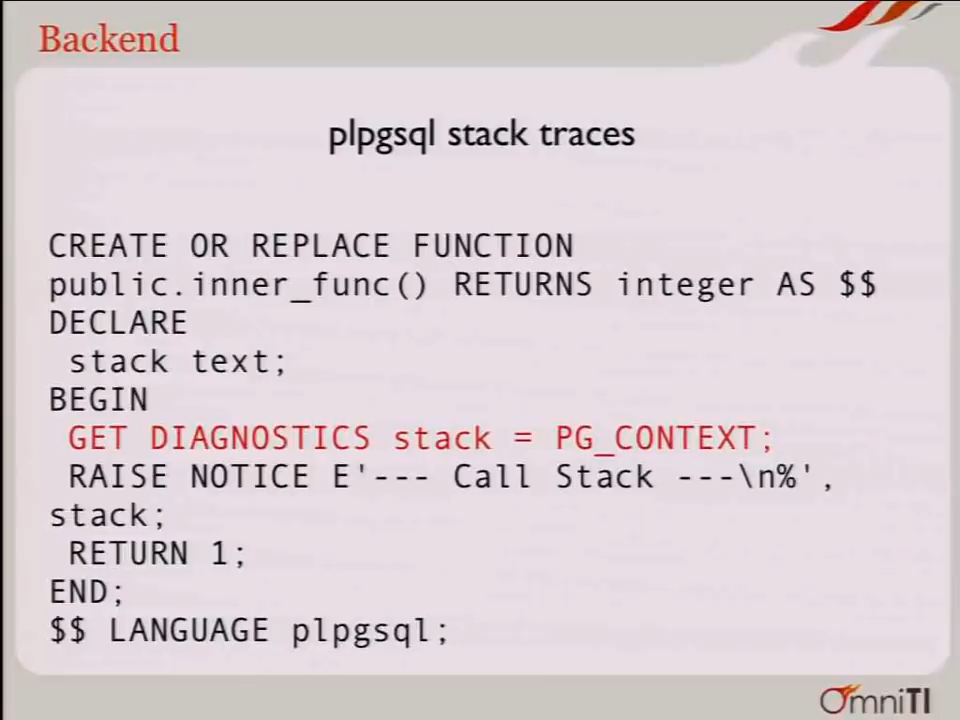 Backend
plpgsql stack traces
CREATE OR REPLACE FUNCTION
public.inner_func() RETURNS integer AS $$
DECLARE
 stack text;
BEGIN
 GET DIAGNOSTICS stack = PG_CONTEXT;
 RAISE NOTICE E'--- Call Stack ---\n%',
stack;
 RETURN 1;
END;
$$ LANGUAGE plpgsql;
OmniTI